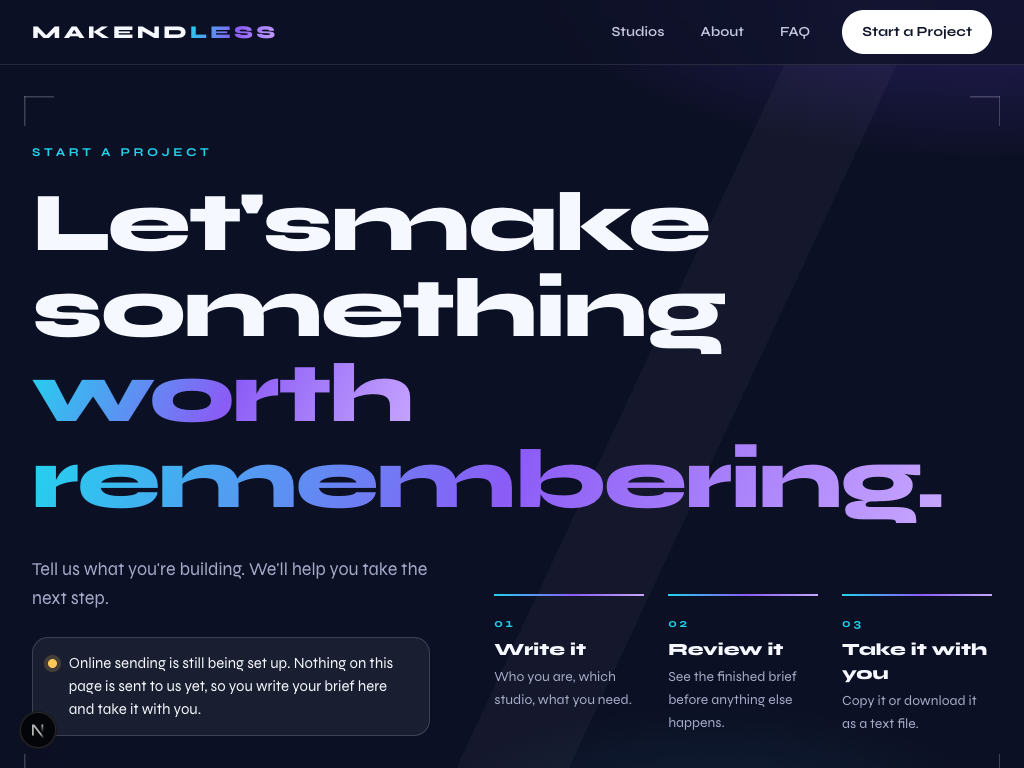 MAKENDLESS
Studios
About
FAQ
Start a Project
START A PROJECT
Let'smake
something
worth
remembering.
Tell us what you're building. We'll help you take the
next step.
Online sending is still being set up. Nothing on this
page is sent to us yet, so you write your brief here
and take it with you.
01
Write it
Who you are, which
studio, what you need.
02
Review it
See the finished brief
before anything else
happens.
03
Take it with
you
Copy it or download it
as a text file.
N